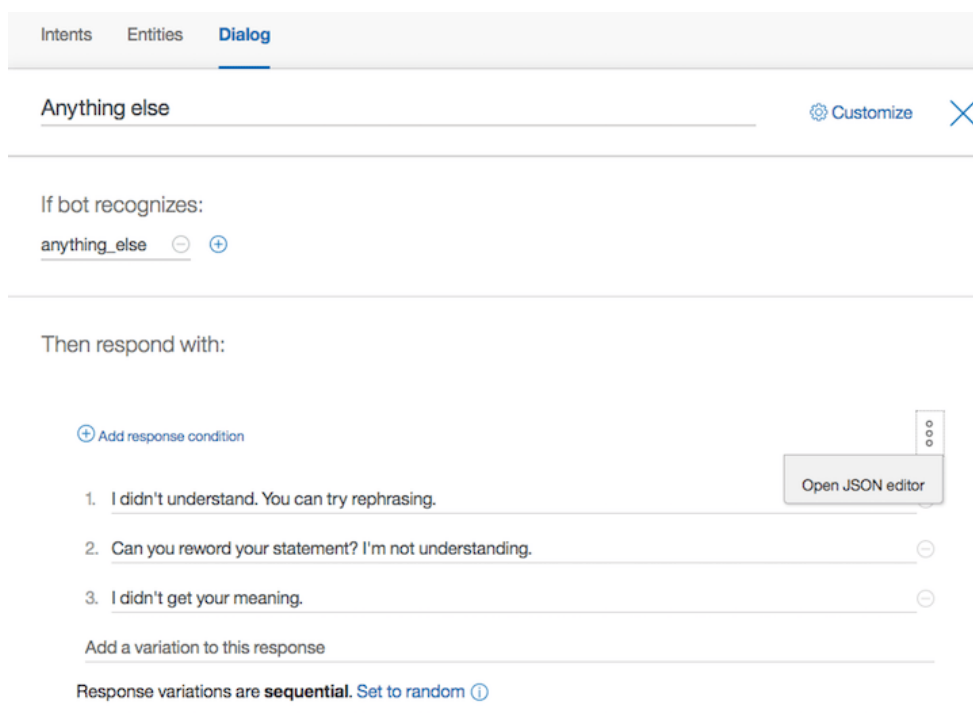 Intents Entities Dialog
Anything else Customize
If bot recognizes:
anything_else
Then respond with:
Add response condition
Open JSON editor
1. I didn't understand. You can try rephrasing.
2. Can you reword your statement? I'm not understanding.
3. I didn't get your meaning.
Add a variation to this response
Response variations are sequential. Set to random